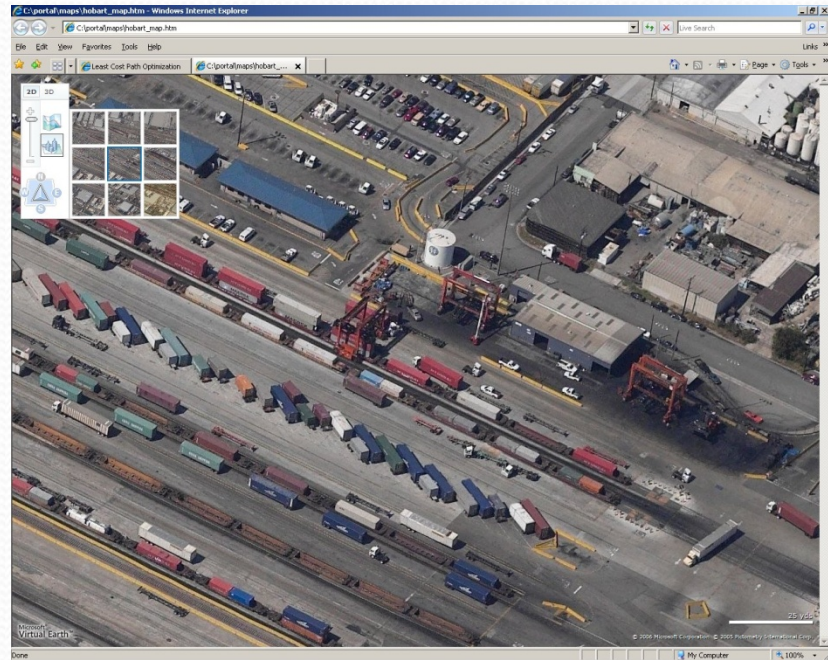 C:\portal\maps\hobart_map.htm - Windows Internet Explorer
C:\portal\maps\hobart_map.htm
Live Search
File Edit View Favorites Tools Help
Links »
Least Cost Path Optimization
C:\portal\maps\hobart_...
Page Tools »
2D 3D
N
W E
S
25 yds
Microsoft®
Virtual Earth™
© 2006 Microsoft Corporation © 2005 Pictometry International Corp.
Done
My Computer
100%